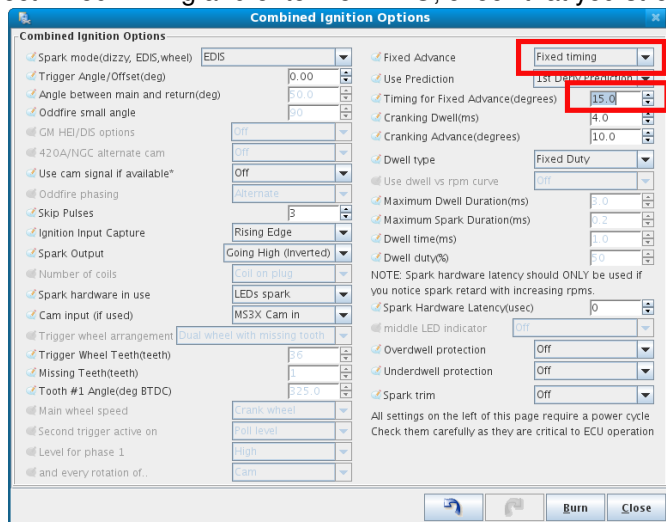 Combined Ignition Options
Combined Ignition Options
Spark mode(dizzy, EDIS,wheel) EDIS
Trigger Angle/Offset(deg) 0.00
Angle between main and return(deg) 50.0
Oddfire small angle 90
GM HEI/DIS options Off
420A/NGC alternate cam Off
Use cam signal if available* Off
Oddfire phasing Alternate
Skip Pulses 3
Ignition Input Capture Rising Edge
Spark Output Going High (Inverted)
Number of coils Coil on plug
Spark hardware in use LEDs spark
Cam input (if used) MS3X Cam in
Trigger wheel arrangement Dual wheel with missing tooth
Trigger Wheel Teeth(teeth) 36
Missing Teeth(teeth) 1
Tooth #1 Angle(deg BTDC) 325.0
Main wheel speed Crank wheel
Second trigger active on Poll level
Level for phase 1 High
and every rotation of.. Cam
Fixed Advance Fixed timing
Use Prediction 1st Deriv Prediction
Timing for Fixed Advance(degrees) 15.0
Cranking Dwell(ms) 4.0
Cranking Advance(degrees) 10.0
Dwell type Fixed Duty
Use dwell vs rpm curve Off
Maximum Dwell Duration(ms) 3.0
Maximum Spark Duration(ms) 0.2
Dwell time(ms) 1.0
Dwell duty(%) 50
NOTE: Spark hardware latency should ONLY be used if
you notice spark retard with increasing rpms.
Spark Hardware Latency(usec) 0
middle LED indicator Off
Overdwell protection Off
Underdwell protection Off
Spark trim Off
All settings on the left of this page require a power cycle
Check them carefully as they are critical to ECU operation
Burn Close